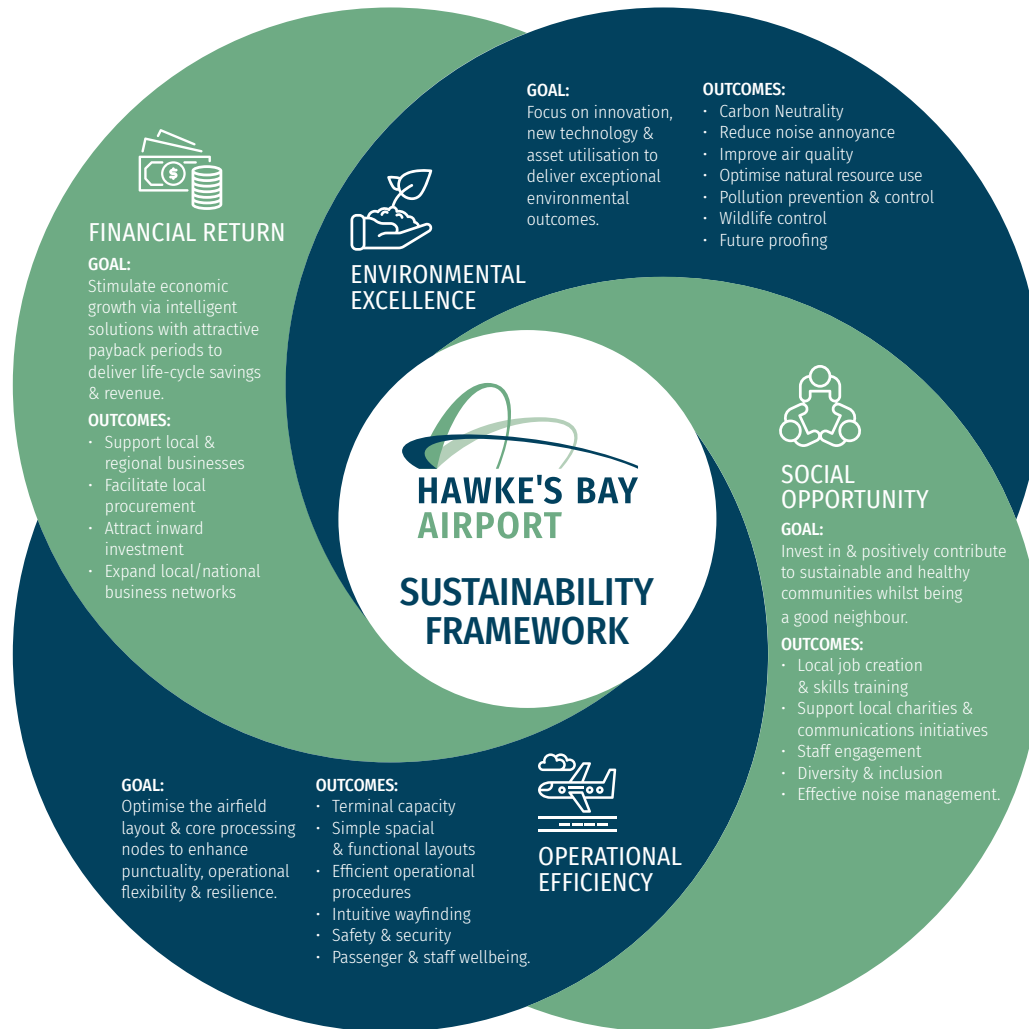 FINANCIAL RETURN
GOAL:
Stimulate economic
growth via intelligent
solutions with attractive
payback periods to
deliver life-cycle savings
& revenue.
OUTCOMES:
· Support local &
regional businesses
· Facilitate local
procurement
· Attract inward
investment
· Expand local/national
business networks
ENVIRONMENTAL
EXCELLENCE
GOAL:
Focus on innovation,
new technology &
asset utilisation to
deliver exceptional
environmental
outcomes.
OUTCOMES:
· Carbon Neutrality
· Reduce noise annoyance
· Improve air quality
· Optimise natural resource use
· Pollution prevention & control
· Wildlife control
· Future proofing
HAWKE'S BAY
AIRPORT
SUSTAINABILITY
FRAMEWORK
SOCIAL
OPPORTUNITY
GOAL:
Invest in & positively contribute
to sustainable and healthy
communities whilst being
a good neighbour.
OUTCOMES:
· Local job creation
& skills training
· Support local charities &
communications initiatives
· Staff engagement
· Diversity & inclusion
· Effective noise management.
OPERATIONAL
EFFICIENCY
GOAL:
Optimise the airfield
layout & core processing
nodes to enhance
punctuality, operational
flexibility & resilience.
OUTCOMES:
· Terminal capacity
· Simple spacial
& functional layouts
· Efficient operational
procedures
· Intuitive wayfinding
· Safety & security
· Passenger & staff wellbeing.